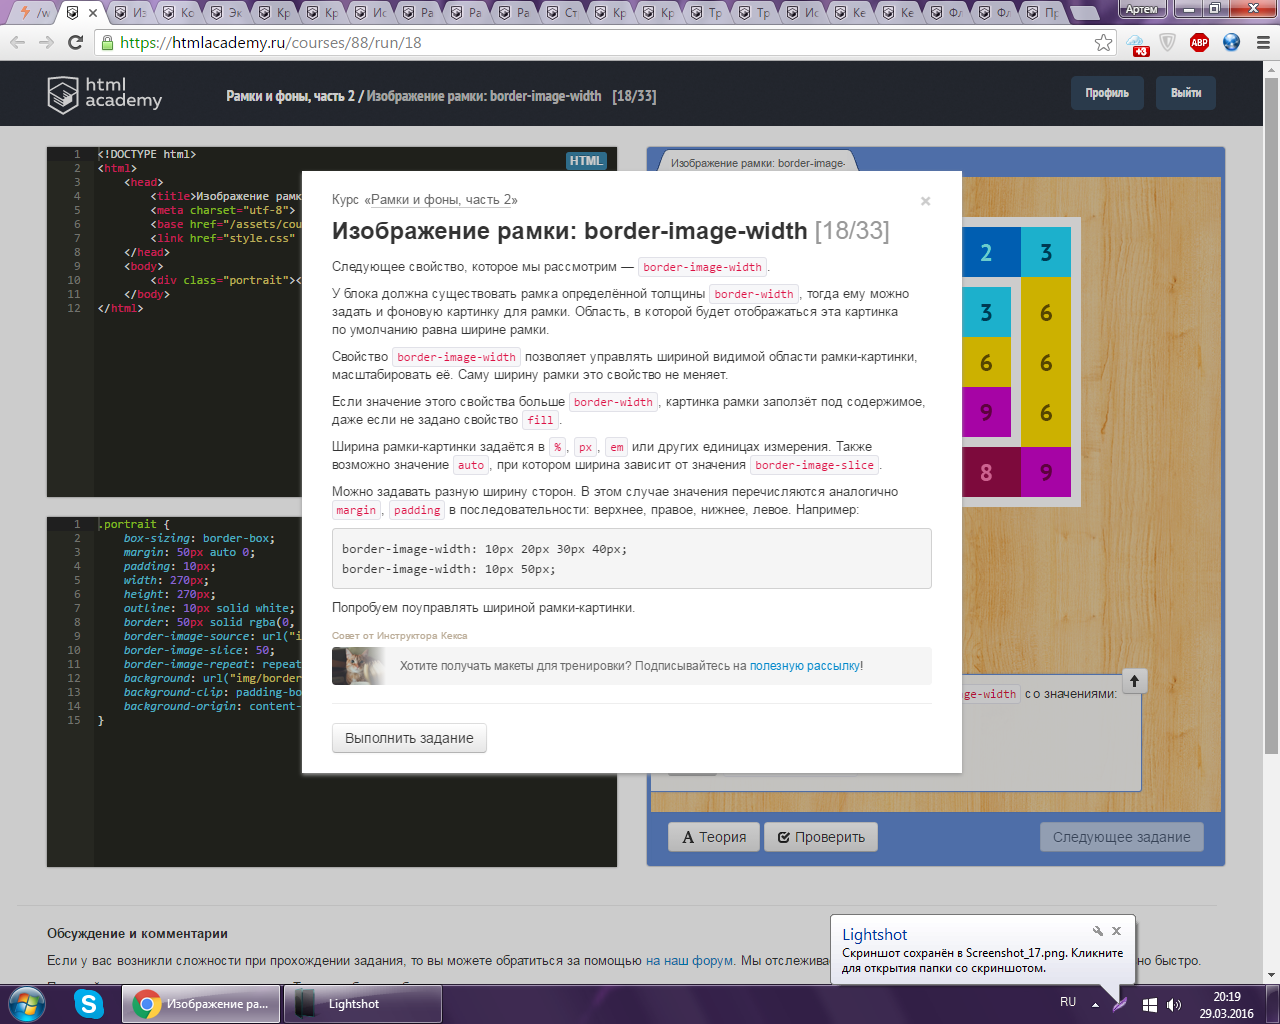 /w
Из
Ко
Эк
Кр
Кр
Ис
Ра
Ра
Ра
Ст
Кр
Кр
Тр
Тр
Ис
Ке
Ке
Фл
Фл
Пр
Артем
https://htmlacademy.ru/courses/88/run/18
+3
ABP
html
academy
Рамки и фоны, часть 2 / Изображение рамки: border-image-width [18/33]
Профиль
Выйти
HTML
1 <!DOCTYPE html>
2 <html>
3 <head>
4 <title>Изображение рамк
5 <meta charset="utf-8">
6 <base href="/assets/cou
7 <link href="style.css"
8 </head>
9 <body>
10 <div class="portrait"><
11 </body>
12 </html>
1 .portrait {
2 box-sizing: border-box;
3 margin: 50px auto 0;
4 padding: 10px;
5 width: 270px;
6 height: 270px;
7 outline: 10px solid white;
8 border: 50px solid rgba(0,
9 border-image-source: url("i
10 border-image-slice: 50;
11 border-image-repeat: repeat
12 background: url("img/border
13 background-clip: padding-bo
14 background-origin: content-
15 }
Курс «Рамки и фоны, часть 2»
×
Изображение рамки: border-image-width [18/33]
Следующее свойство, которое мы рассмотрим — border-image-width.
У блока должна существовать рамка определённой толщины border-width, тогда ему можно
задать и фоновую картинку для рамки. Область, в которой будет отображаться эта картинка
по умолчанию равна ширине рамки.
Свойство border-image-width позволяет управлять шириной видимой области рамки-картинки,
масштабировать её. Саму ширину рамки это свойство не меняет.
Если значение этого свойства больше border-width, картинка рамки заползёт под содержимое,
даже если не задано свойство fill.
Ширина рамки-картинки задаётся в %, px, em или других единицах измерения. Также
возможно значение auto, при котором ширина зависит от значения border-image-slice.
Можно задавать разную ширину сторон. В этом случае значения перечисляются аналогично
margin, padding в последовательности: верхнее, правое, нижнее, левое. Например:
border-image-width: 10px 20px 30px 40px;
border-image-width: 10px 50px;
Попробуем поуправлять шириной рамки-картинки.
Совет от Инструктора Кекса
Хотите получать макеты для тренировки? Подписывайтесь на полезную рассылку!
Выполнить задание
Изображение рамки: border-image-
2 3
3 6
6 6
9 6
8 9
ge-width со значениями:
Теория
Проверить
Следующее задание
Обсуждение и комментарии
Если у вас возникли сложности при прохождении задания, то вы можете обратиться за помощью на наш форум. Мы отслежива
но быстро.
Lightshot
Скриншот сохранён в Screenshot_17.png. Кликните
для открытия папки со скриншотом.
Изображение ра...
Lightshot
RU
20:19
29.03.2016